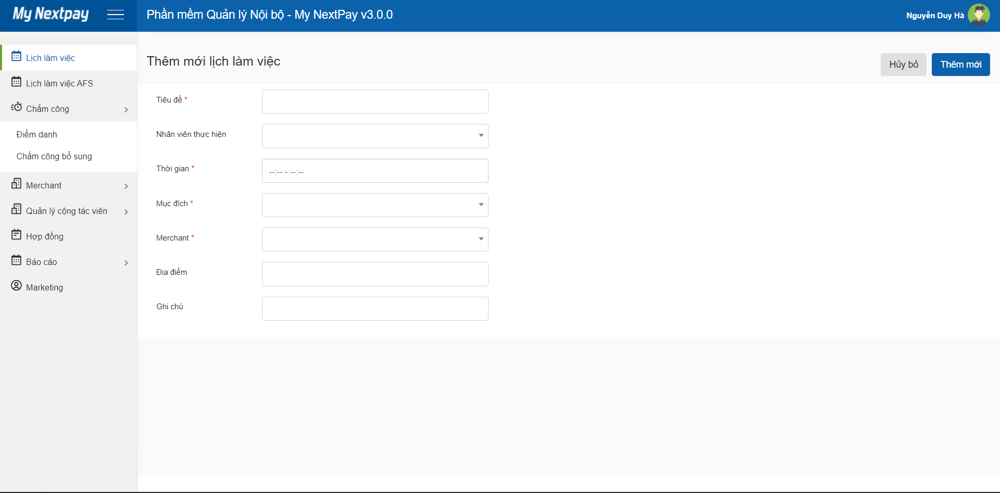 My Nextpay
Phần mềm Quản lý Nội bộ - My NextPay v3.0.0
Nguyễn Duy Hà
Lịch làm việc
Lịch làm việc AFS
Chấm công
Điểm danh
Chấm công bổ sung
Merchant
Quản lý cộng tác viên
Hợp đồng
Báo cáo
Marketing
Thêm mới lịch làm việc
Hủy bỏ
Thêm mới
Tiêu đề *
Nhân viên thực hiện
Thời gian *
--:-- - --:--
Mục đích *
Merchant *
Địa điểm
Ghi chú